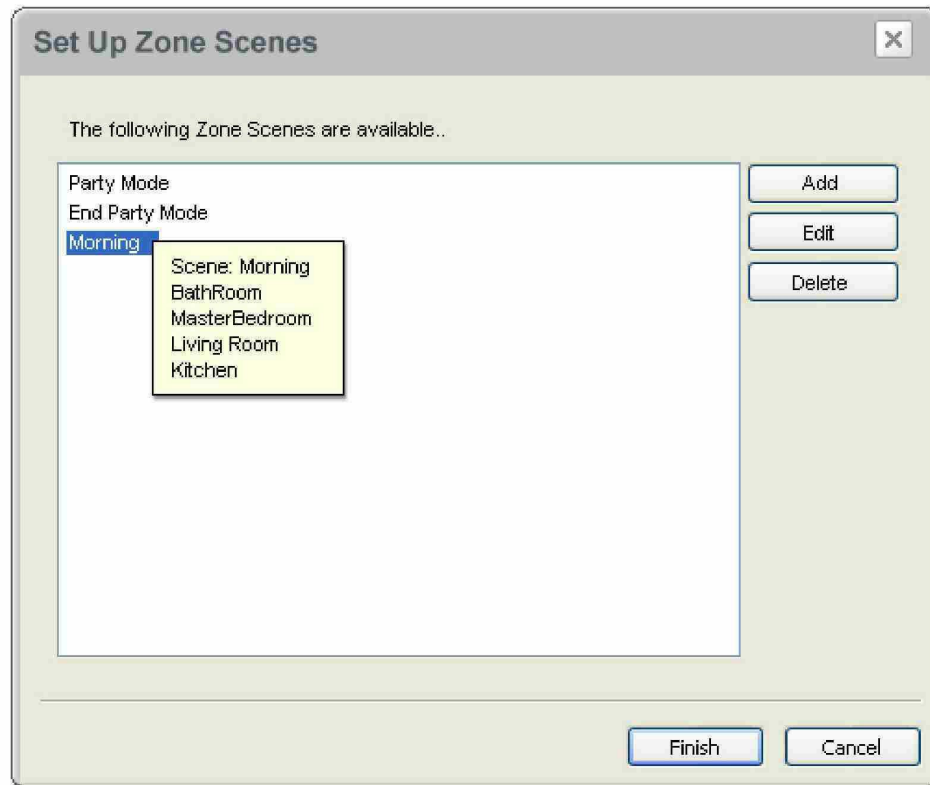 Set Up Zone Scenes
The following Zone Scenes are available..
Party Mode
End Party Mode
Morning
Scene: Morning
BathRoom
MasterBedroom
Living Room
Kitchen
Add
Edit
Delete
Finish
Cancel